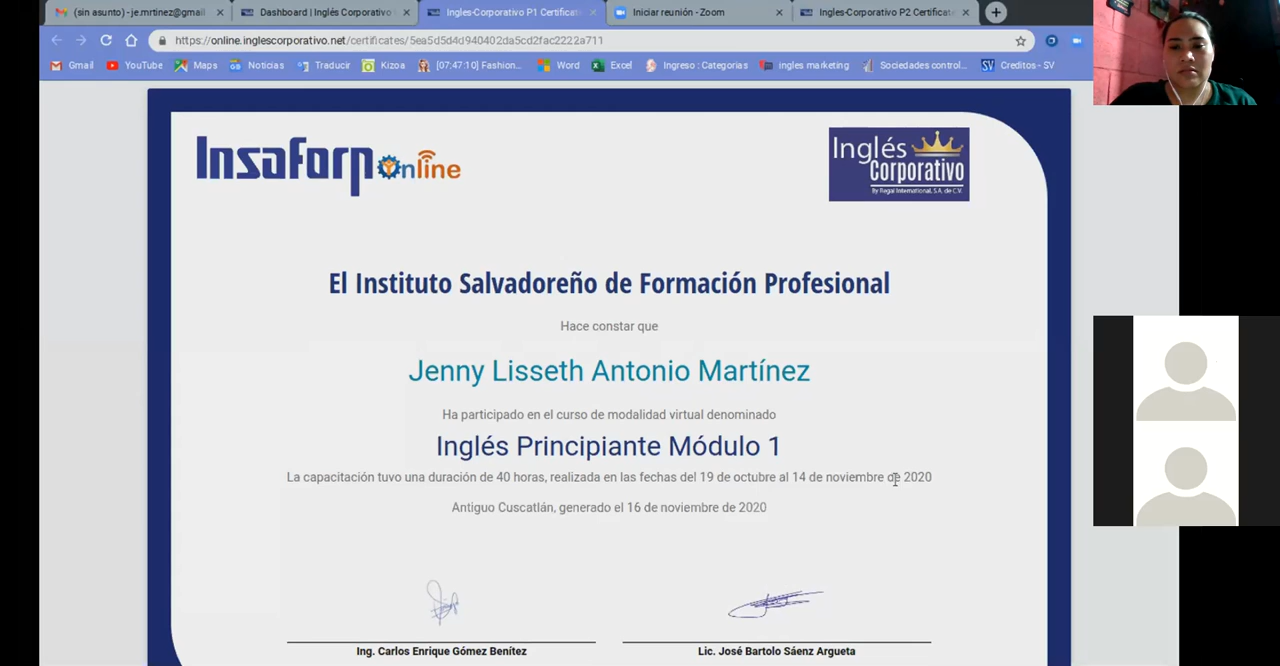 (sin asunto) - je.mrtinez@gmail
Dashboard | Inglés Corporativo
Ingles-Corporativo P1 Certificat
Iniciar reunión - Zoom
Ingles-Corporativo P2 Certificat
https://online.inglescorporativo.net/certificates/5ea5d5d4d940402da5cd2fac2222a711
Gmail YouTube Maps Noticias Traducir Kizoa [07:47:10] Fashion... Word Excel Ingreso : Categorias ingles marketing Sociedades control... SV Creditos - SV
Insaforp Online
Inglés
Corporativo
By Regal International, S.A. de C.V.
El Instituto Salvadoreño de Formación Profesional
Hace constar que
Jenny Lisseth Antonio Martínez
Ha participado en el curso de modalidad virtual denominado
Inglés Principiante Módulo 1
La capacitación tuvo una duración de 40 horas, realizada en las fechas del 19 de octubre al 14 de noviembre de 2020
Antiguo Cuscatlán, generado el 16 de noviembre de 2020
Ing. Carlos Enrique Gómez Benítez
Lic. José Bartolo Sáenz Argueta